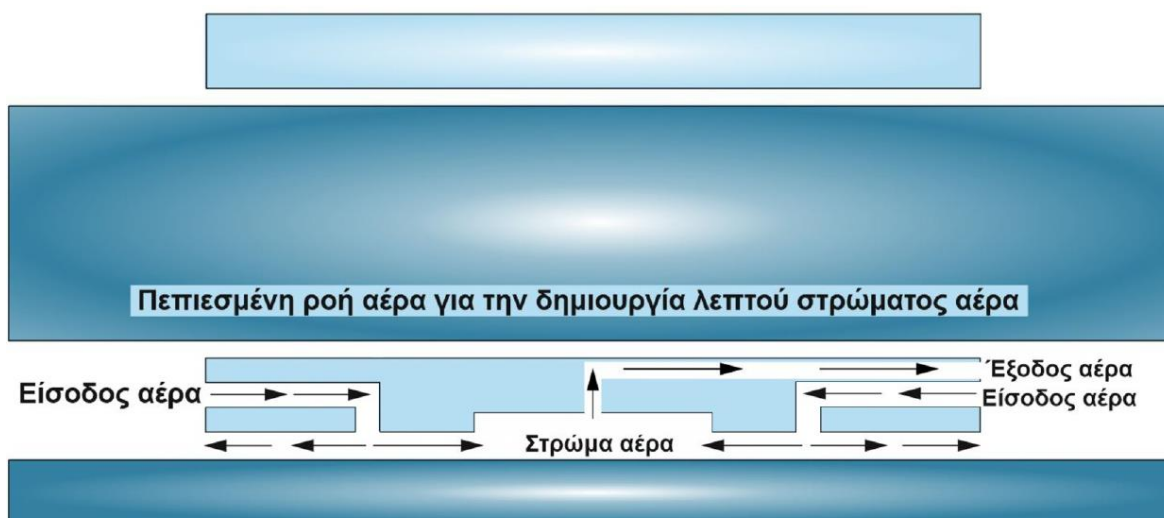 Πεπιεσμένη ροή αέρα για την δημιουργία λεπτού στρώματος αέρα
Έξοδος αέρα
Είσοδος αέρα
Είσοδος αέρα
Στρώμα αέρα